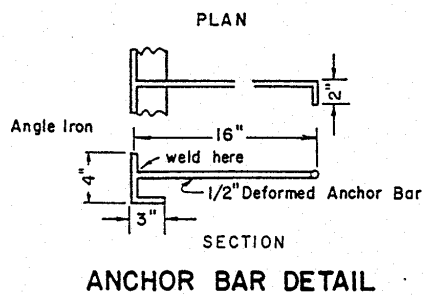 PLAN
2"
Angle Iron
16"
weld here
4"
1/2" Deformed Anchor Bar
3"
SECTION
ANCHOR BAR DETAIL